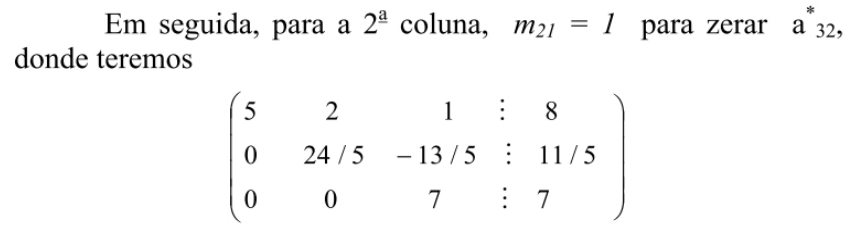 Em seguida, para a 2ª coluna, m21 = 1 para zerar a*32,
donde teremos
5 2 1 ⋮ 8
0 24 / 5 – 13 / 5 ⋮ 11 / 5
0 0 7 ⋮ 7